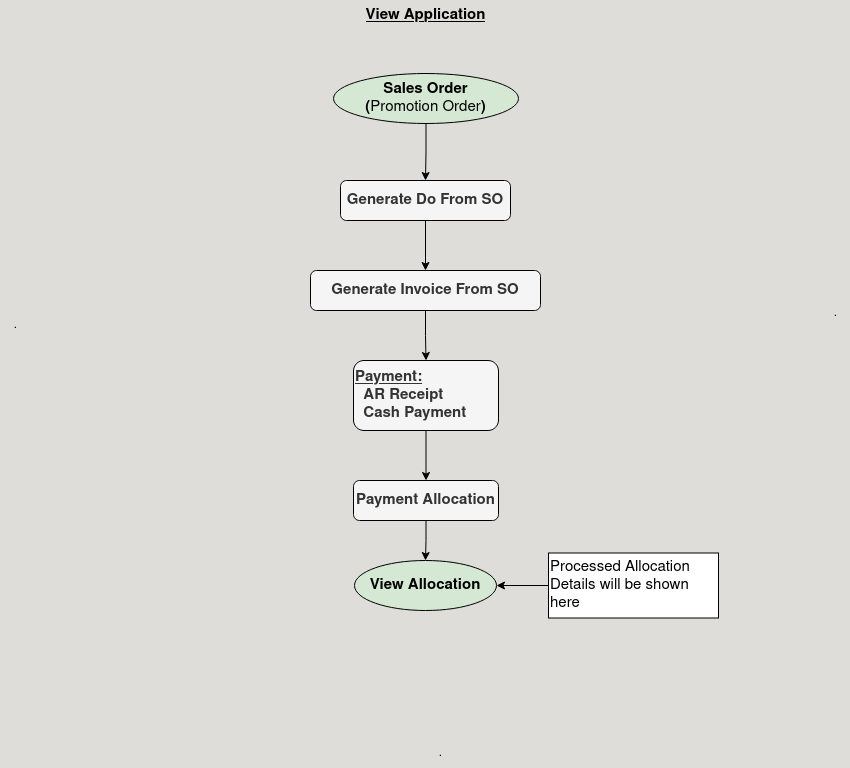 View Application
Sales Order
(Promotion Order)
Generate Do From SO
Generate Invoice From SO
Payment:
AR Receipt
Cash Payment
Payment Allocation
View Allocation
Processed Allocation
Details will be shown
here